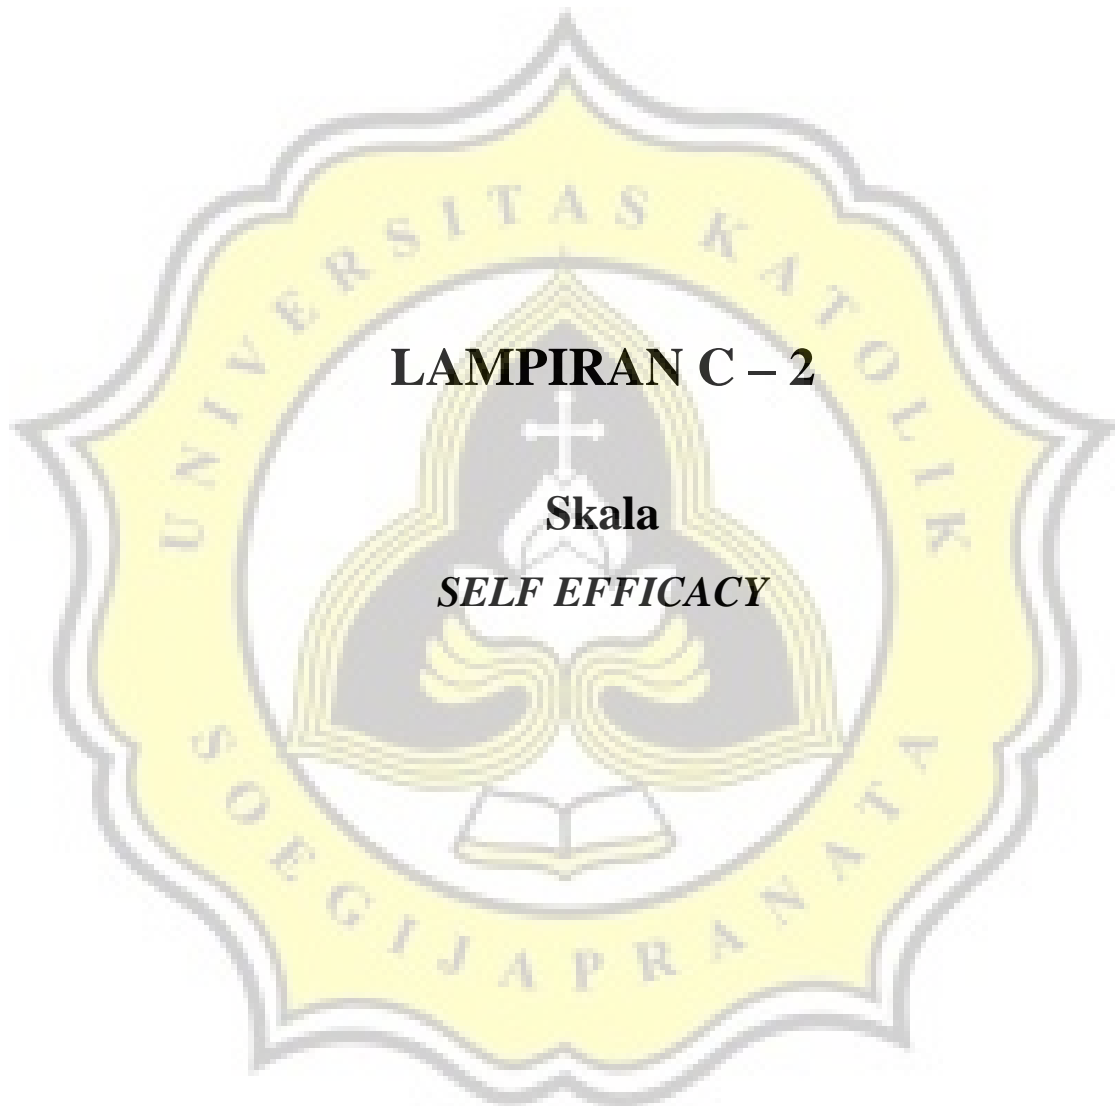 UNIVERSITAS KATOLIK
LAMPIRAN C – 2
Skala
SELF EFFICACY
SOEGIJAPRANATA